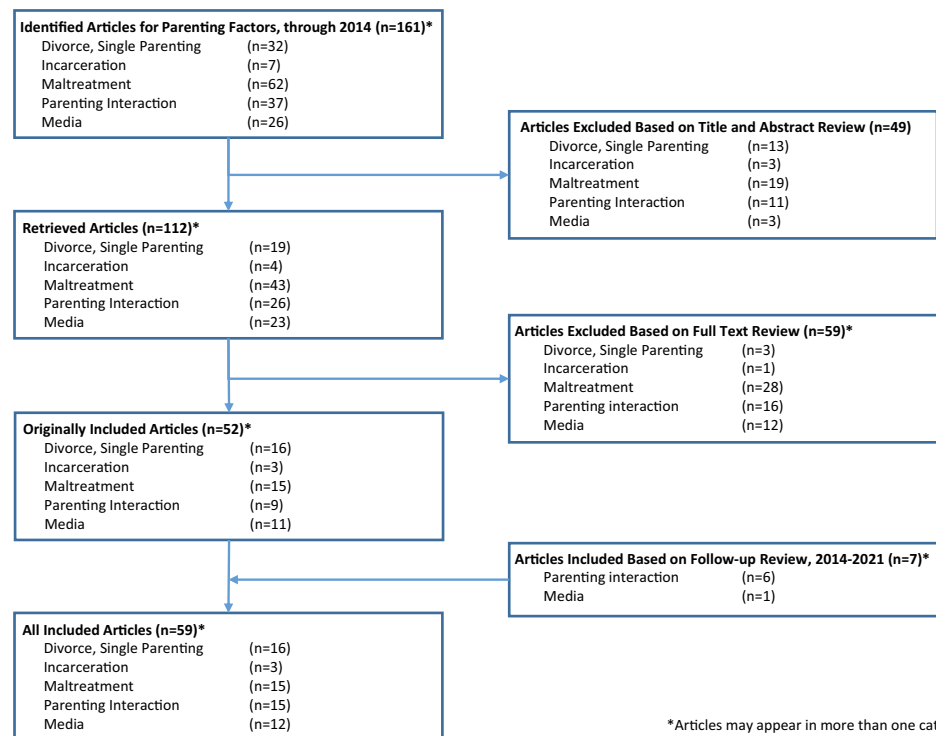 Identified Articles for Parenting Factors, through 2014 (n=161)*
Divorce, Single Parenting (n=32)
Incarceration (n=7)
Maltreatment (n=62)
Parenting Interaction (n=37)
Media (n=26)
Articles Excluded Based on Title and Abstract Review (n=49)
Divorce, Single Parenting (n=13)
Incarceration (n=3)
Maltreatment (n=19)
Parenting Interaction (n=11)
Media (n=3)
Retrieved Articles (n=112)*
Divorce, Single Parenting (n=19)
Incarceration (n=4)
Maltreatment (n=43)
Parenting Interaction (n=26)
Media (n=23)
Articles Excluded Based on Full Text Review (n=59)*
Divorce, Single Parenting (n=3)
Incarceration (n=1)
Maltreatment (n=28)
Parenting interaction (n=16)
Media (n=12)
Originally Included Articles (n=52)*
Divorce, Single Parenting (n=16)
Incarceration (n=3)
Maltreatment (n=15)
Parenting Interaction (n=9)
Media (n=11)
Articles Included Based on Follow-up Review, 2014-2021 (n=7)*
Parenting interaction (n=6)
Media (n=1)
All Included Articles (n=59)*
Divorce, Single Parenting (n=16)
Incarceration (n=3)
Maltreatment (n=15)
Parenting Interaction (n=15)
Media (n=12)
*Articles may appear in more than one cat